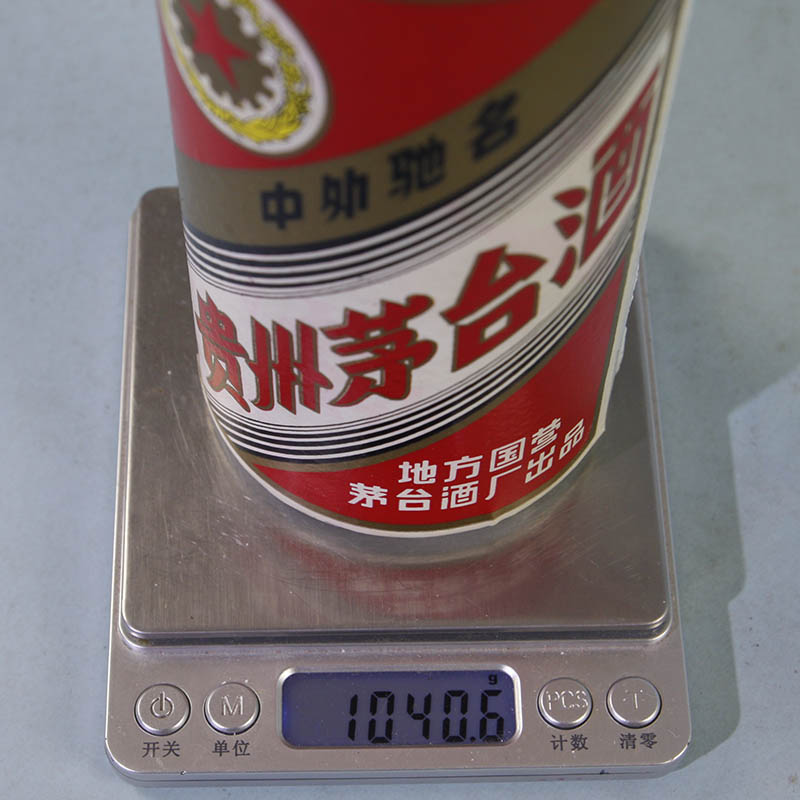 中外驰名
贵州茅台酒
地方国营
茅台酒厂出品
g
1040.6
M
PCS
T
开关
单位
计数
清零